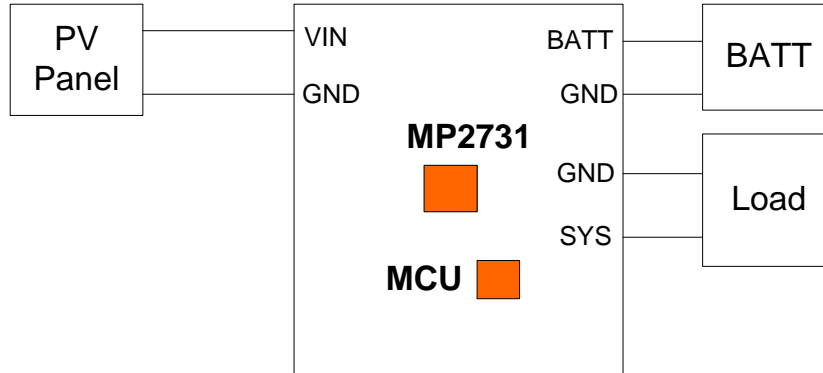 PV
Panel
VIN
GND
BATT
GND
MP2731
GND
SYS
MCU
BATT
Load